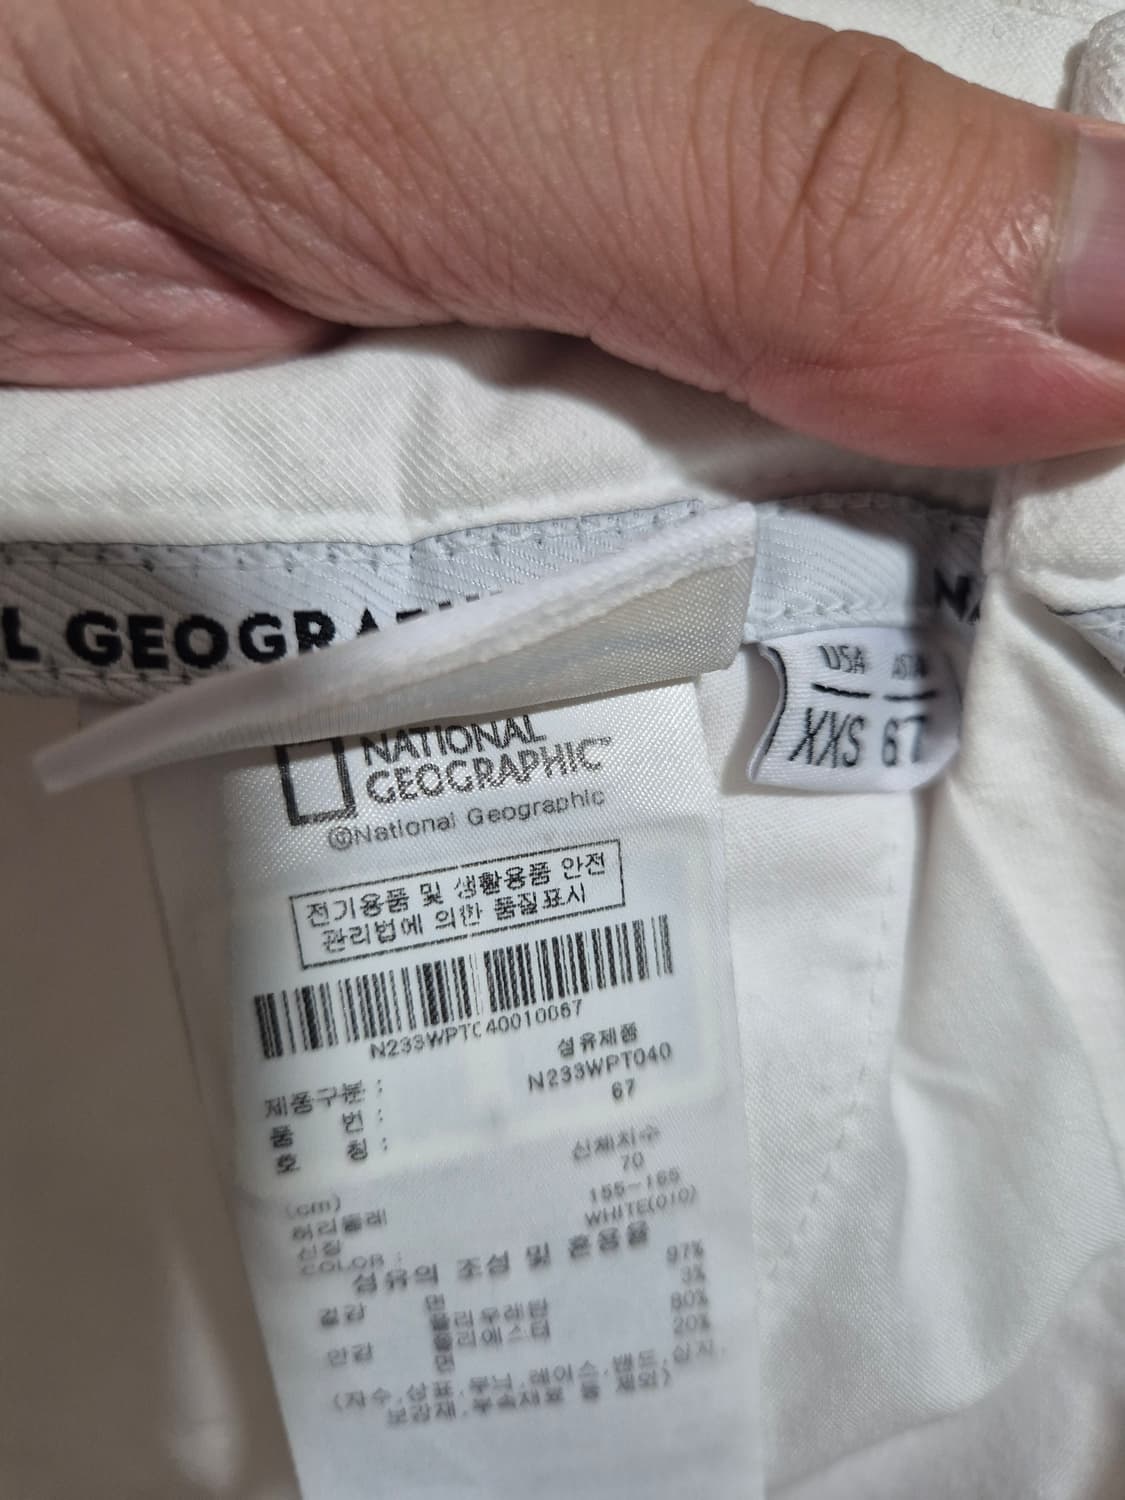 L GEOGRA
USA
XXS 67
NATIONAL
GEOGRAPHIC™
©National Geographic
전기용품 및 생활용품 안전
관리법에 의한 품질표시
N233WPT040010067
제품구분 : 섬유제품
품 번 : N233WPT040
호 칭 : 67
신체치수
(cm)
허리둘레 70
신장 155~165
COLOR : WHITE(010)
섬유의 조성 및 혼용율
겉감 면 97%
폴리우레탄 3%
안감 폴리에스터 80%
면 20%
(자수,상표,무늬,레이스,밴드,심지,
보강재,부속재료 등 제외)